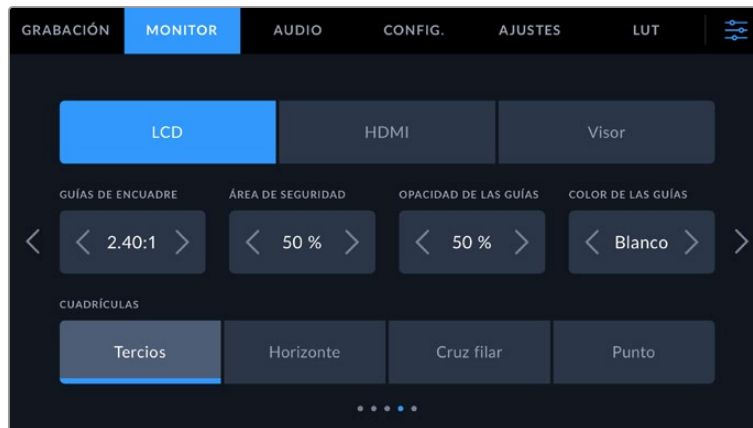 GRABACIÓN MONITOR AUDIO CONFIG. AJUSTES LUT
LCD HDMI Visor
GUÍAS DE ENCUADRE ÁREA DE SEGURIDAD OPACIDAD DE LAS GUÍAS COLOR DE LAS GUÍAS
2.40:1 50 % 50 % Blanco
CUADRÍCULAS
Tercios Horizonte Cruz filar Punto